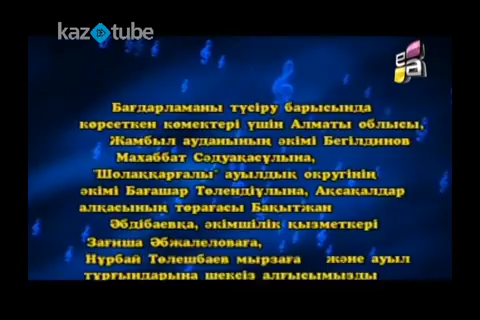 kaztube
ел
арна
Бағдарламаны түсіру барысында
көрсеткен көмектері үшін Алматы облысы,
Жамбыл ауданының әкімі Бегілдинов
Махаббат Сәдуақасұлына,
"Шолаққарғалы" ауылдық округінің
әкімі Бағашар Төлендіұлына, Ақсақалдар
алқасының төрағасы Бақытжан
Әбдібаевқа, әкімшілік қызметкері
Зағиша Әбжалеловаға,
Нұрбай Төлешбаев мырзаға және ауыл
тұрғындарына шексіз алғысымызды